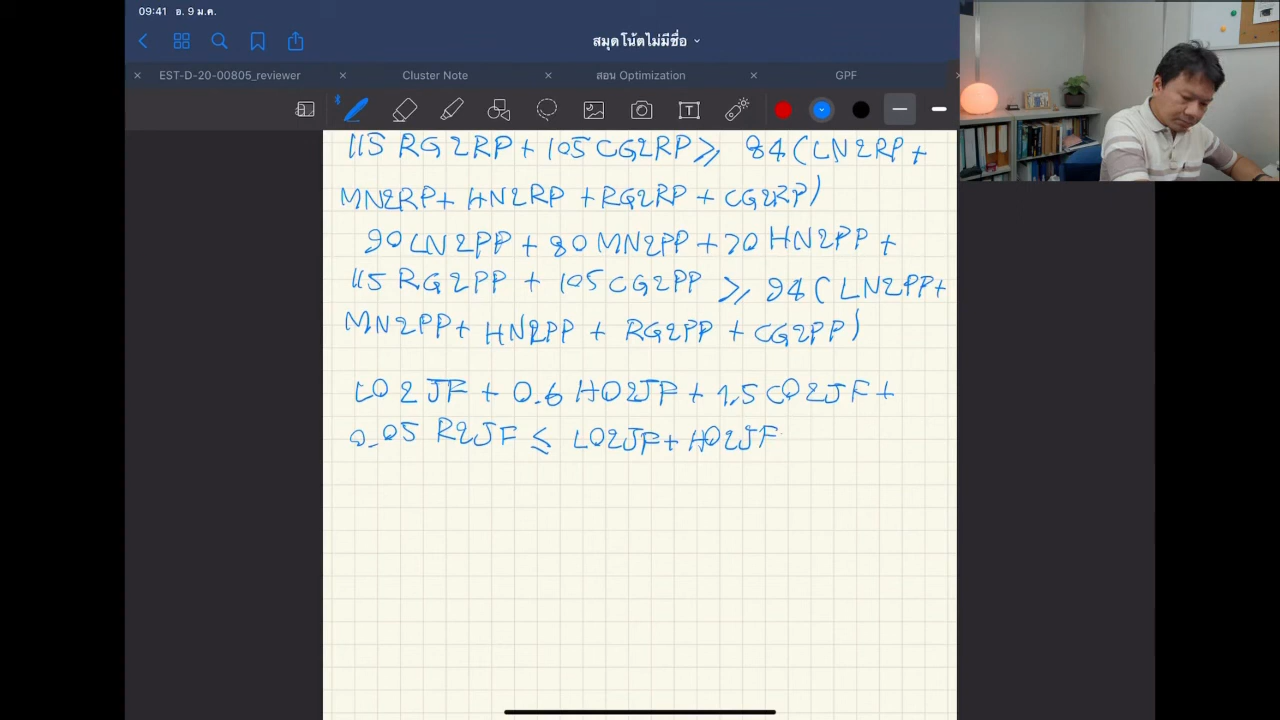 09:41 อ. 9 ม.ค.
สมุดโน้ตไม่มีชื่อ
EST-D-20-00805_reviewer
Cluster Note
สอน Optimization
GPF
115 RG2RP + 105 CG2RP ≥ 84 (LN2RP +
MN2RP + HN2RP + RG2RP + CG2RP)
90 LN2PP + 80 MN2PP + 70 HN2PP +
115 RG2PP + 105 CG2PP ≥ 94 (LN2PP +
MN2PP + HN2PP + RG2PP + CG2PP)
LO2JF + 0.6 HO2JF + 1.5 CO2JF +
0.05 R2JF ≤ LO2JF + HO2JF